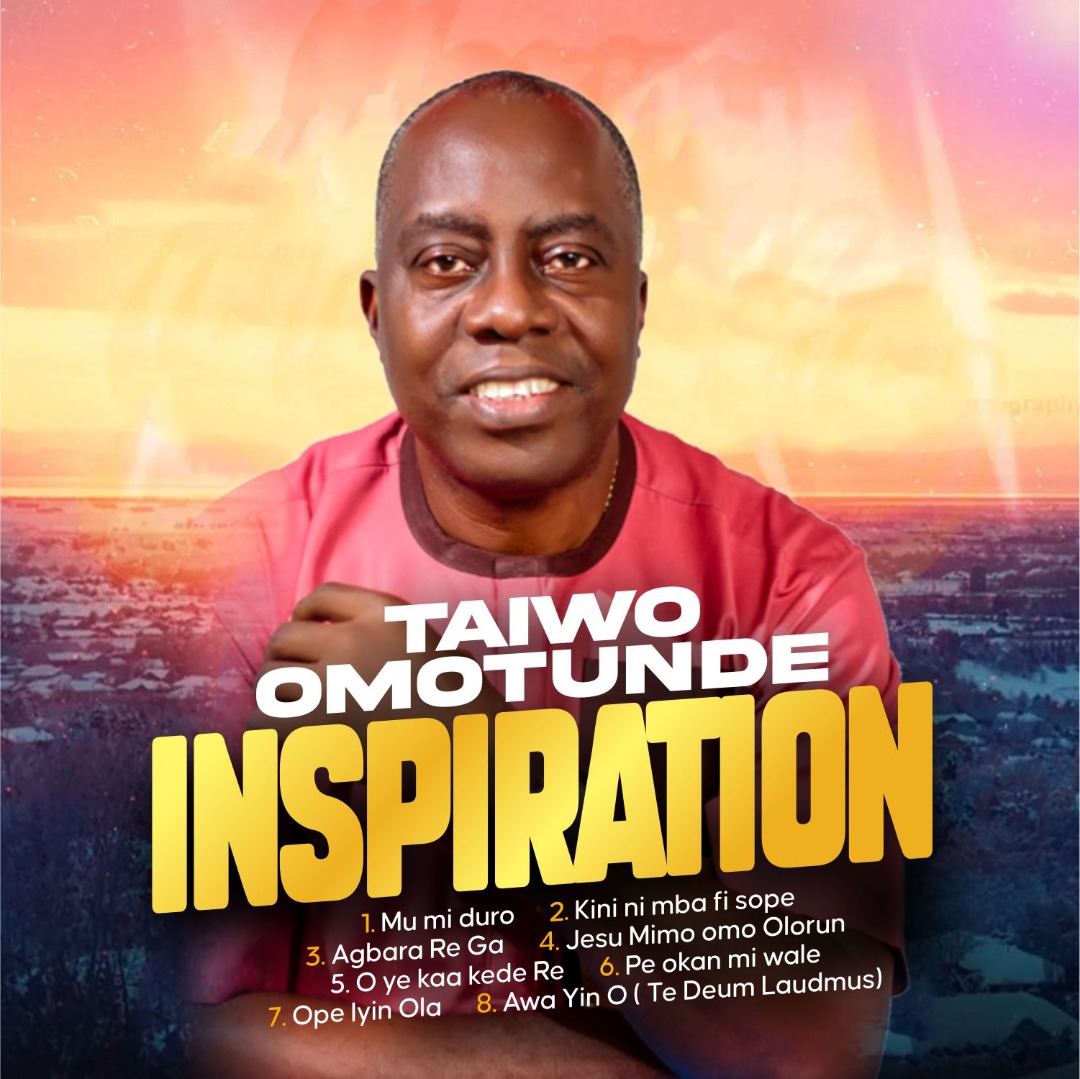 TAIWO
OMOTUNDE
INSPIRATION
1. Mu mi duro 2. Kini ni mba fi sope
3. Agbara Re Ga 4. Jesu Mimo omo Olorun
5. O ye kaa kede Re 6. Pe okan mi wale
7. Ope Iyin Ola 8. Awa Yin O ( Te Deum Laudmus)